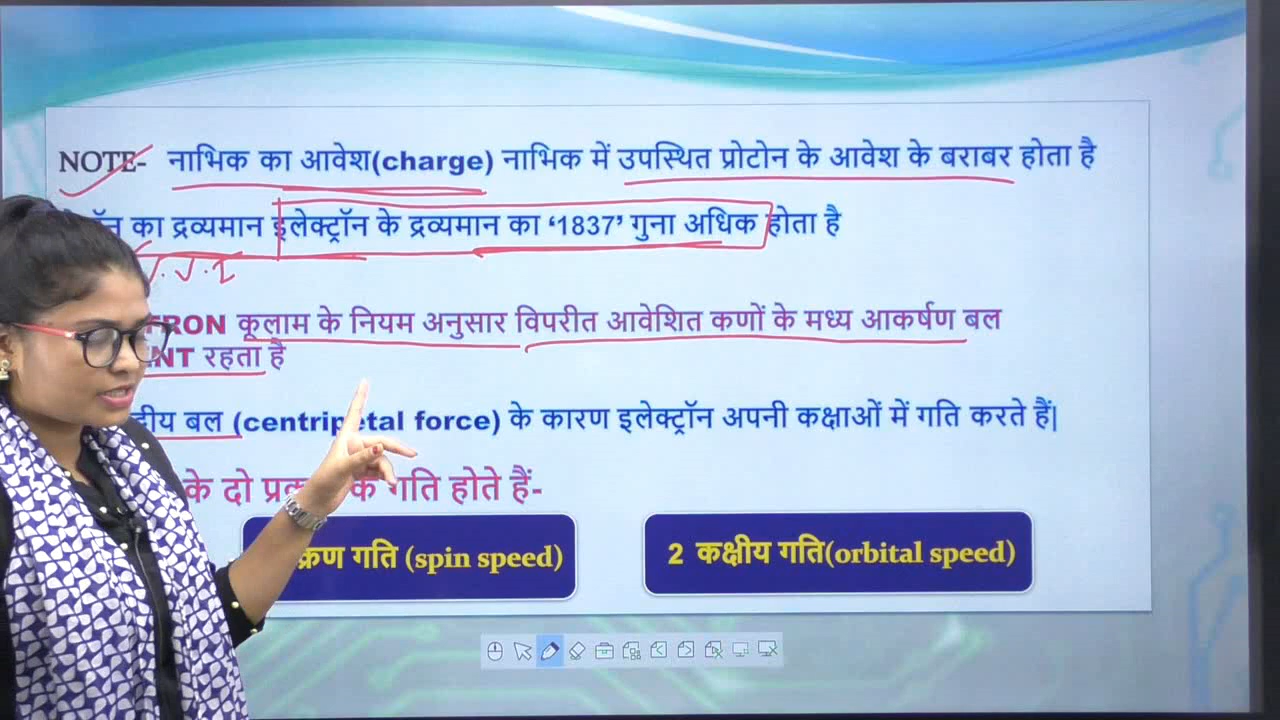 NOTE- नाभिक का आवेश(charge) नाभिक में उपस्थित प्रोटोन के आवेश के बराबर होता है
का द्रव्यमान इलेक्ट्रॉन के द्रव्यमान का ‘1837’ गुना अधिक होता है
V.V.I
कूलाम के नियम अनुसार विपरीत आवेशित कणों के मध्य आकर्षण बल
रहता है
बल (centripetal force) के कारण इलेक्ट्रॉन अपनी कक्षाओं में गति करते हैं|
के दो गति होते हैं-
गति (spin speed)
2 कक्षीय गति(orbital speed)